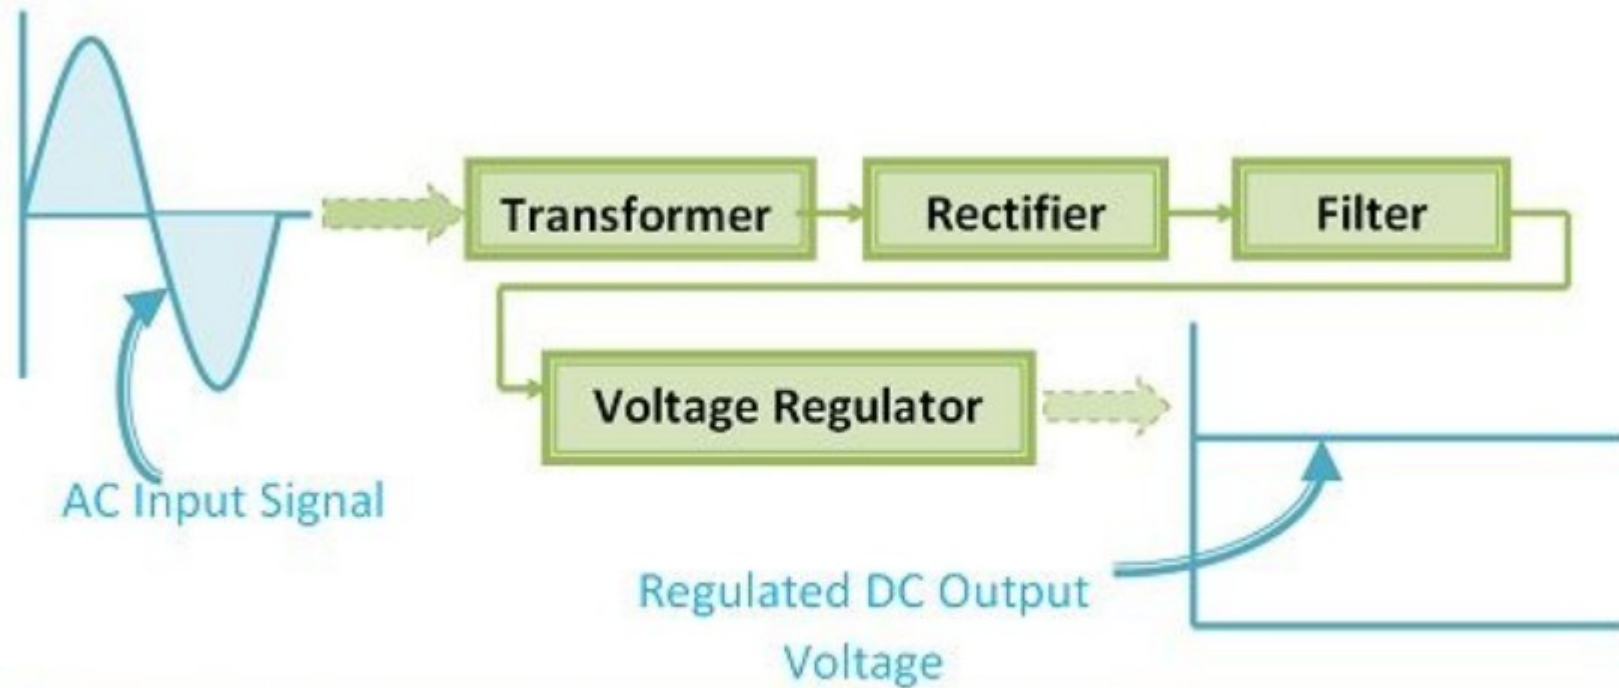 Transformer
Rectifier
Filter
Voltage Regulator
AC Input Signal
Regulated DC Output
Voltage